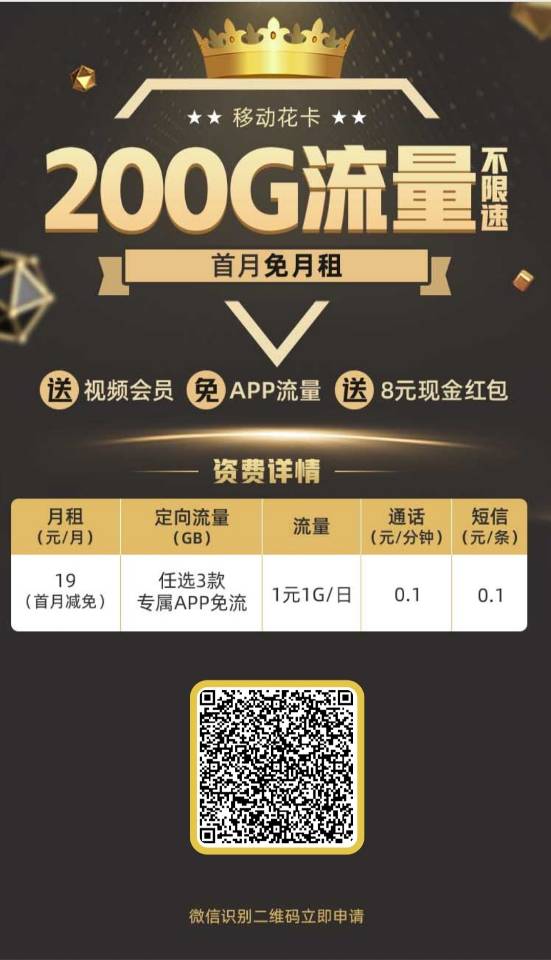 ★★ 移动花卡 ★★
200G流量不限速
首月免月租
送 视频会员 免 APP流量 送 8元现金红包
资费详情
月租 定向流量 流量 通话 短信
（元/月） （GB） （元/分钟） （元/条）
19 任选3款 1元1G/日 0.1 0.1
（首月减免） 专属APP免流
微信识别二维码立即申请